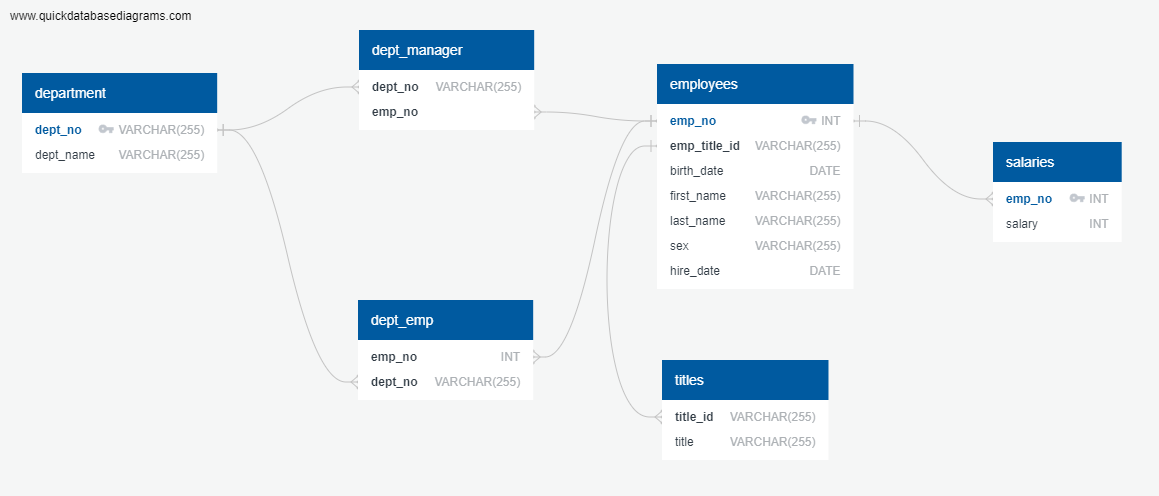 www.quickdatabasediagrams.com
department
dept_no VARCHAR(255)
dept_name VARCHAR(255)
dept_manager
dept_no VARCHAR(255)
emp_no
dept_emp
emp_no INT
dept_no VARCHAR(255)
employees
emp_no INT
emp_title_id VARCHAR(255)
birth_date DATE
first_name VARCHAR(255)
last_name VARCHAR(255)
sex VARCHAR(255)
hire_date DATE
titles
title_id VARCHAR(255)
title VARCHAR(255)
salaries
emp_no INT
salary INT